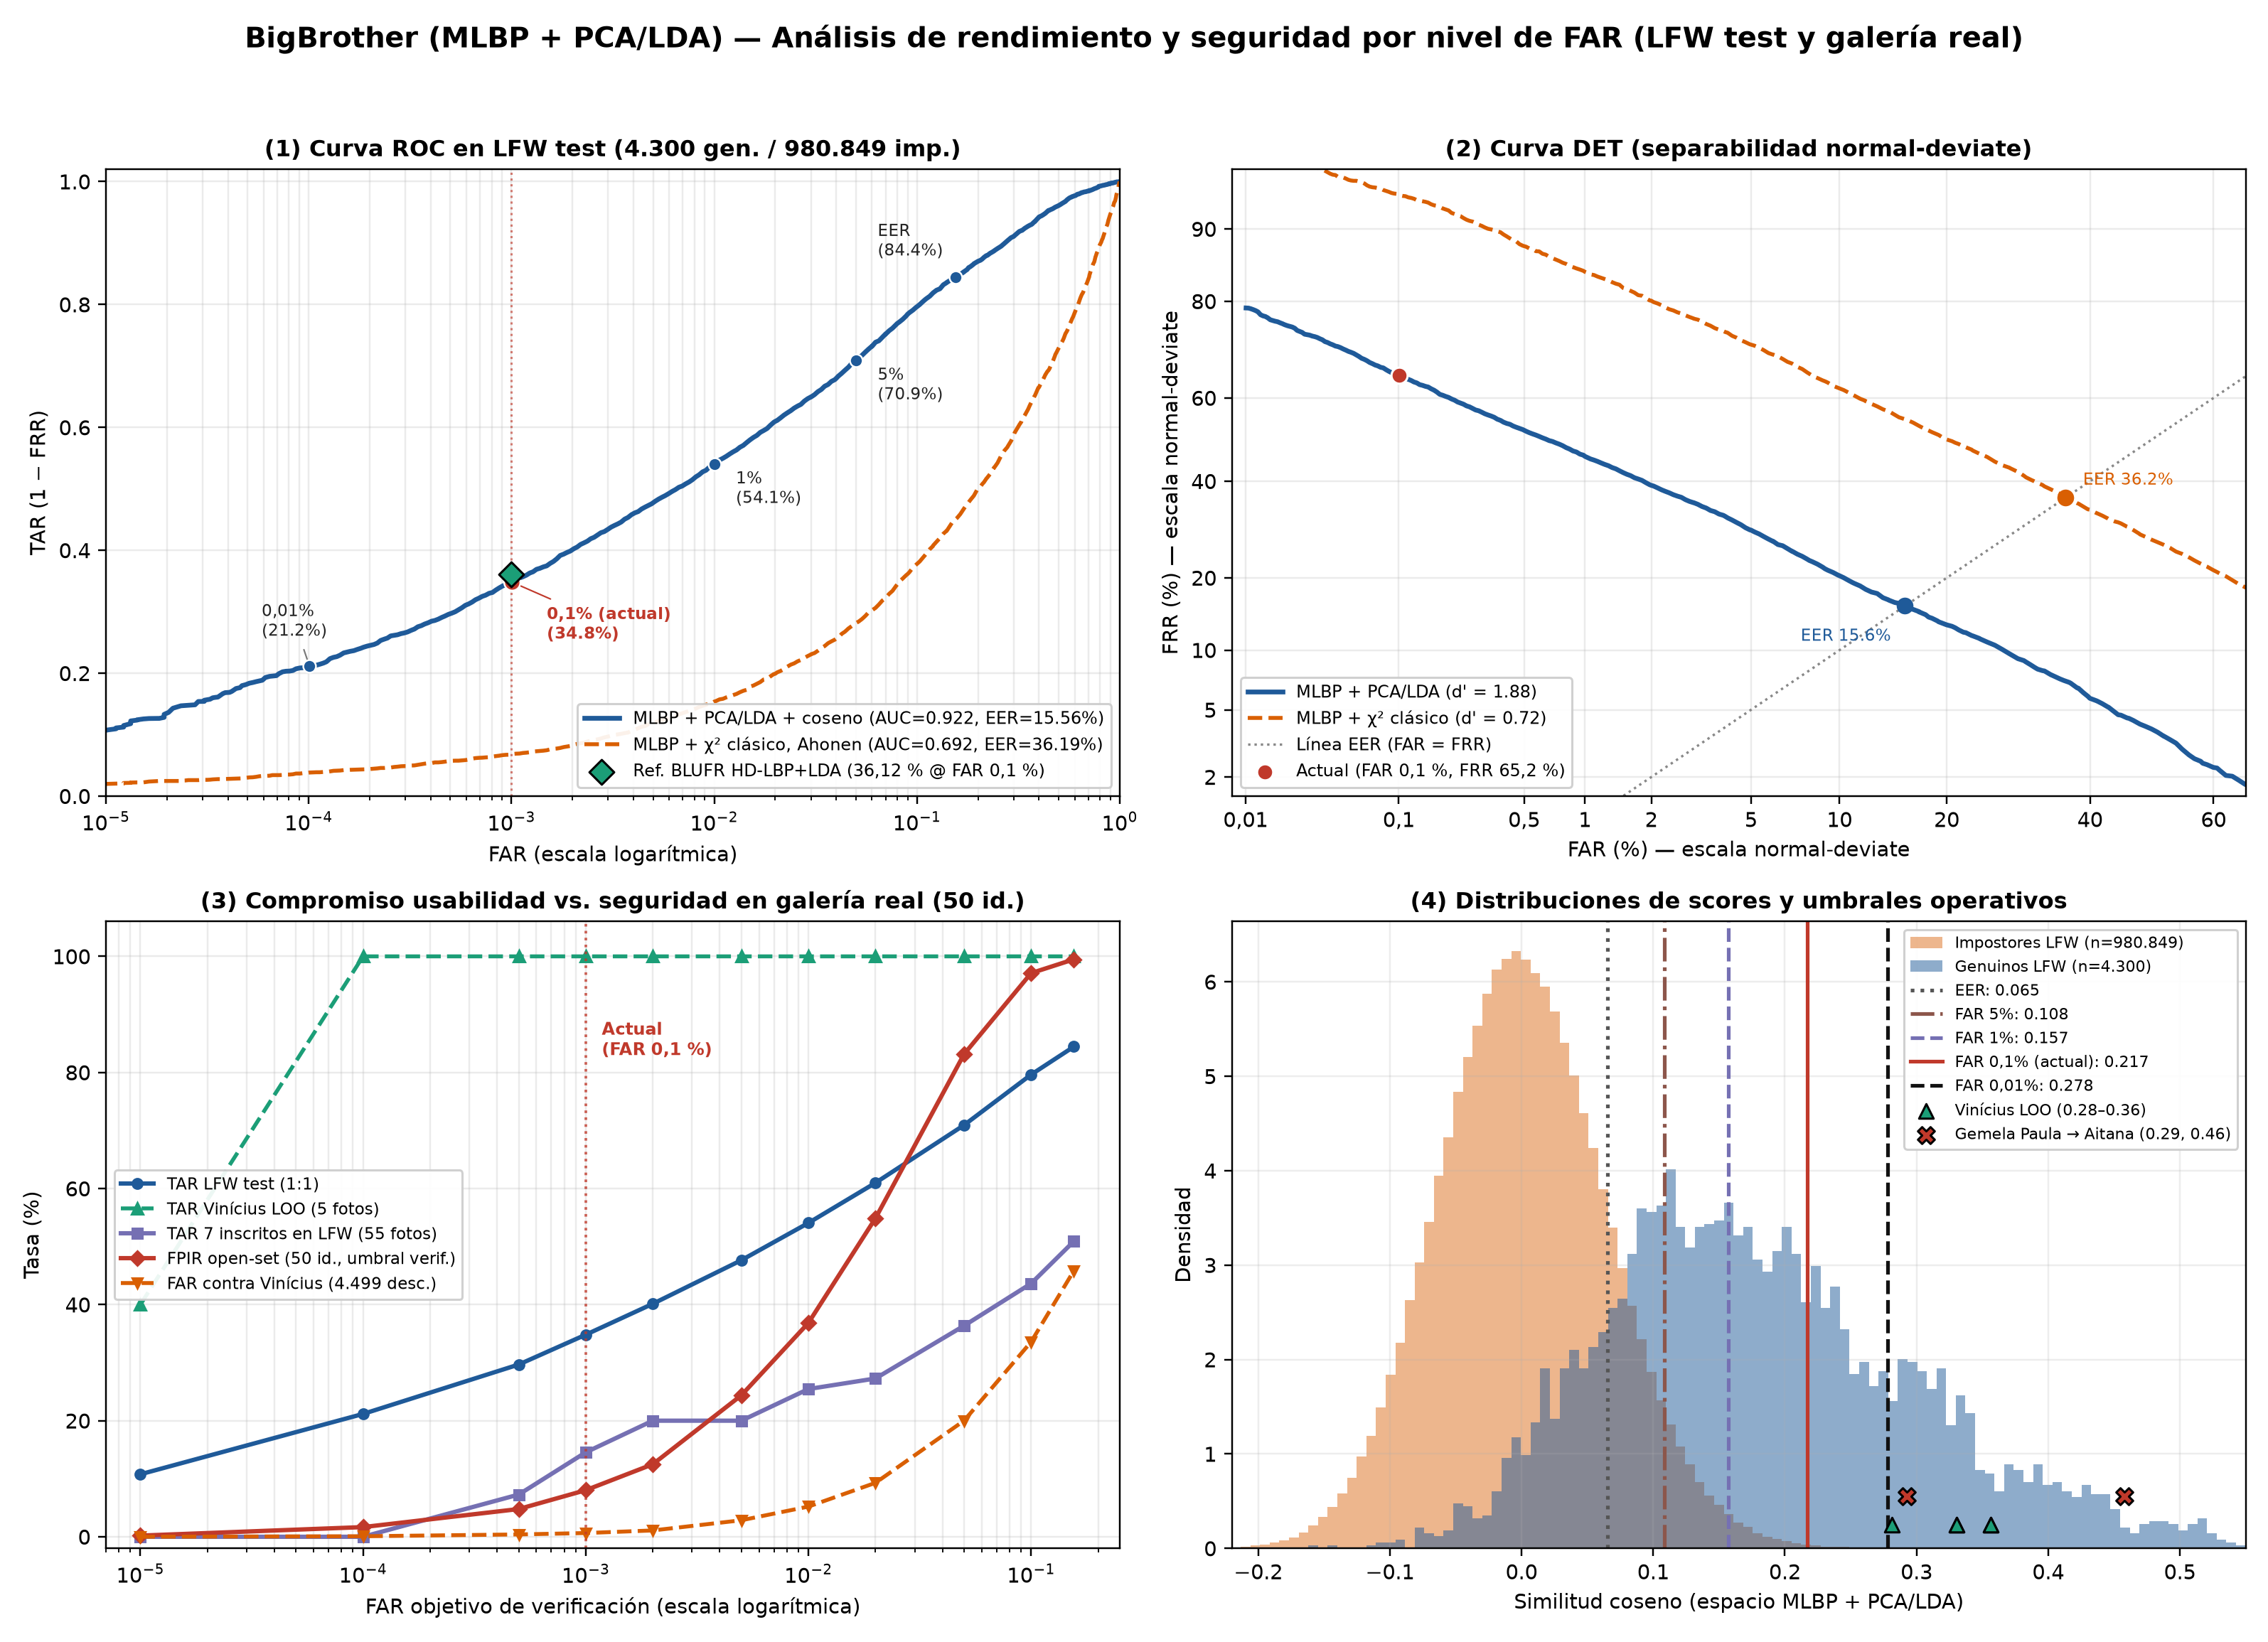 BigBrother (MLBP + PCA/LDA) — Análisis de rendimiento y seguridad por nivel de FAR (LFW test y galería real)
(1) Curva ROC en LFW test (4.300 gen. / 980.849 imp.)
TAR (1 − FRR)
1.0
0.8
0.6
0.4
0.2
0.0
EER
(84.4%)
5%
(70.9%)
1%
(54.1%)
0,1% (actual)
(34.8%)
0,01%
(21.2%)
MLBP + PCA/LDA + coseno (AUC=0.922, EER=15.56%)
MLBP + χ² clásico, Ahonen (AUC=0.692, EER=36.19%)
Ref. BLUFR HD-LBP+LDA (36,12 % @ FAR 0,1 %)
10⁻⁵ 10⁻⁴ 10⁻³ 10⁻² 10⁻¹ 10⁰
FAR (escala logarítmica)
(2) Curva DET (separabilidad normal-deviate)
FRR (%) — escala normal-deviate
90
80
60
40
20
10
5
2
EER 36.2%
EER 15.6%
MLBP + PCA/LDA (d' = 1.88)
MLBP + χ² clásico (d' = 0.72)
Línea EER (FAR = FRR)
Actual (FAR 0,1 %, FRR 65,2 %)
0,01 0,1 0,5 1 2 5 10 20 40 60
FAR (%) — escala normal-deviate
(3) Compromiso usabilidad vs. seguridad en galería real (50 id.)
Tasa (%)
100
80
60
40
20
0
Actual
(FAR 0,1 %)
TAR LFW test (1:1)
TAR Vinícius LOO (5 fotos)
TAR 7 inscritos en LFW (55 fotos)
FPIR open-set (50 id., umbral verif.)
FAR contra Vinícius (4.499 desc.)
10⁻⁵ 10⁻⁴ 10⁻³ 10⁻² 10⁻¹
FAR objetivo de verificación (escala logarítmica)
(4) Distribuciones de scores y umbrales operativos
Densidad
6
5
4
3
2
1
0
Impostores LFW (n=980.849)
Genuinos LFW (n=4.300)
EER: 0.065
FAR 5%: 0.108
FAR 1%: 0.157
FAR 0,1% (actual): 0.217
FAR 0,01%: 0.278
Vinícius LOO (0.28–0.36)
Gemela Paula → Aitana (0.29, 0.46)
−0.2 −0.1 0.0 0.1 0.2 0.3 0.4 0.5
Similitud coseno (espacio MLBP + PCA/LDA)